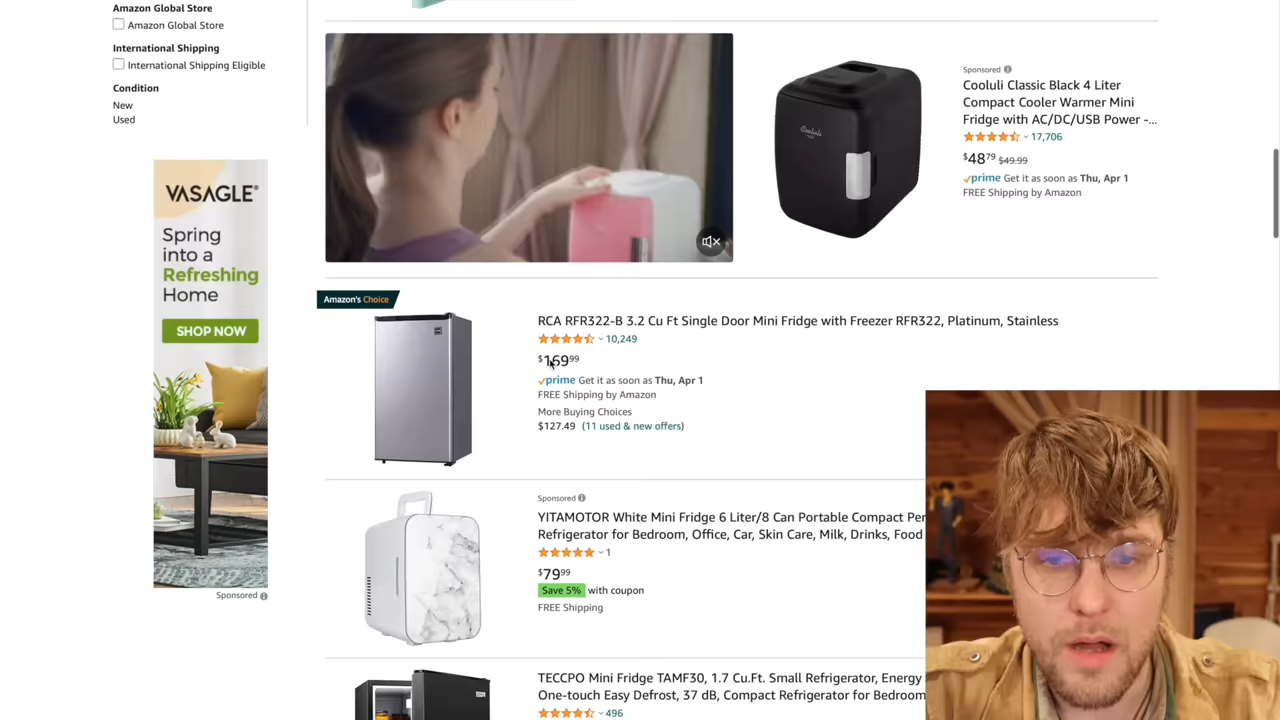 Amazon Global Store
Amazon Global Store
International Shipping
International Shipping Eligible
Condition
New
Used
VASAGLE®
Spring
into a
Refreshing
Home
SHOP NOW
Sponsored
Cooluli
Sponsored
Cooluli Classic Black 4 Liter
Compact Cooler Warmer Mini
Fridge with AC/DC/USB Power -...
17,706
$48.79 $49.99
prime Get it as soon as Thu, Apr 1
FREE Shipping by Amazon
Amazon's Choice
RCA RFR322-B 3.2 Cu Ft Single Door Mini Fridge with Freezer RFR322, Platinum, Stainless
10,249
$169.99
prime Get it as soon as Thu, Apr 1
FREE Shipping by Amazon
More Buying Choices
$127.49 (11 used & new offers)
Sponsored
YITAMOTOR White Mini Fridge 6 Liter/8 Can Portable Compact Per
Refrigerator for Bedroom, Office, Car, Skin Care, Milk, Drinks, Food
1
$79.99
Save 5% with coupon
FREE Shipping
TECCPO
TECCPO Mini Fridge TAMF30, 1.7 Cu.Ft. Small Refrigerator, Energy
One-touch Easy Defrost, 37 dB, Compact Refrigerator for Bedroom
496